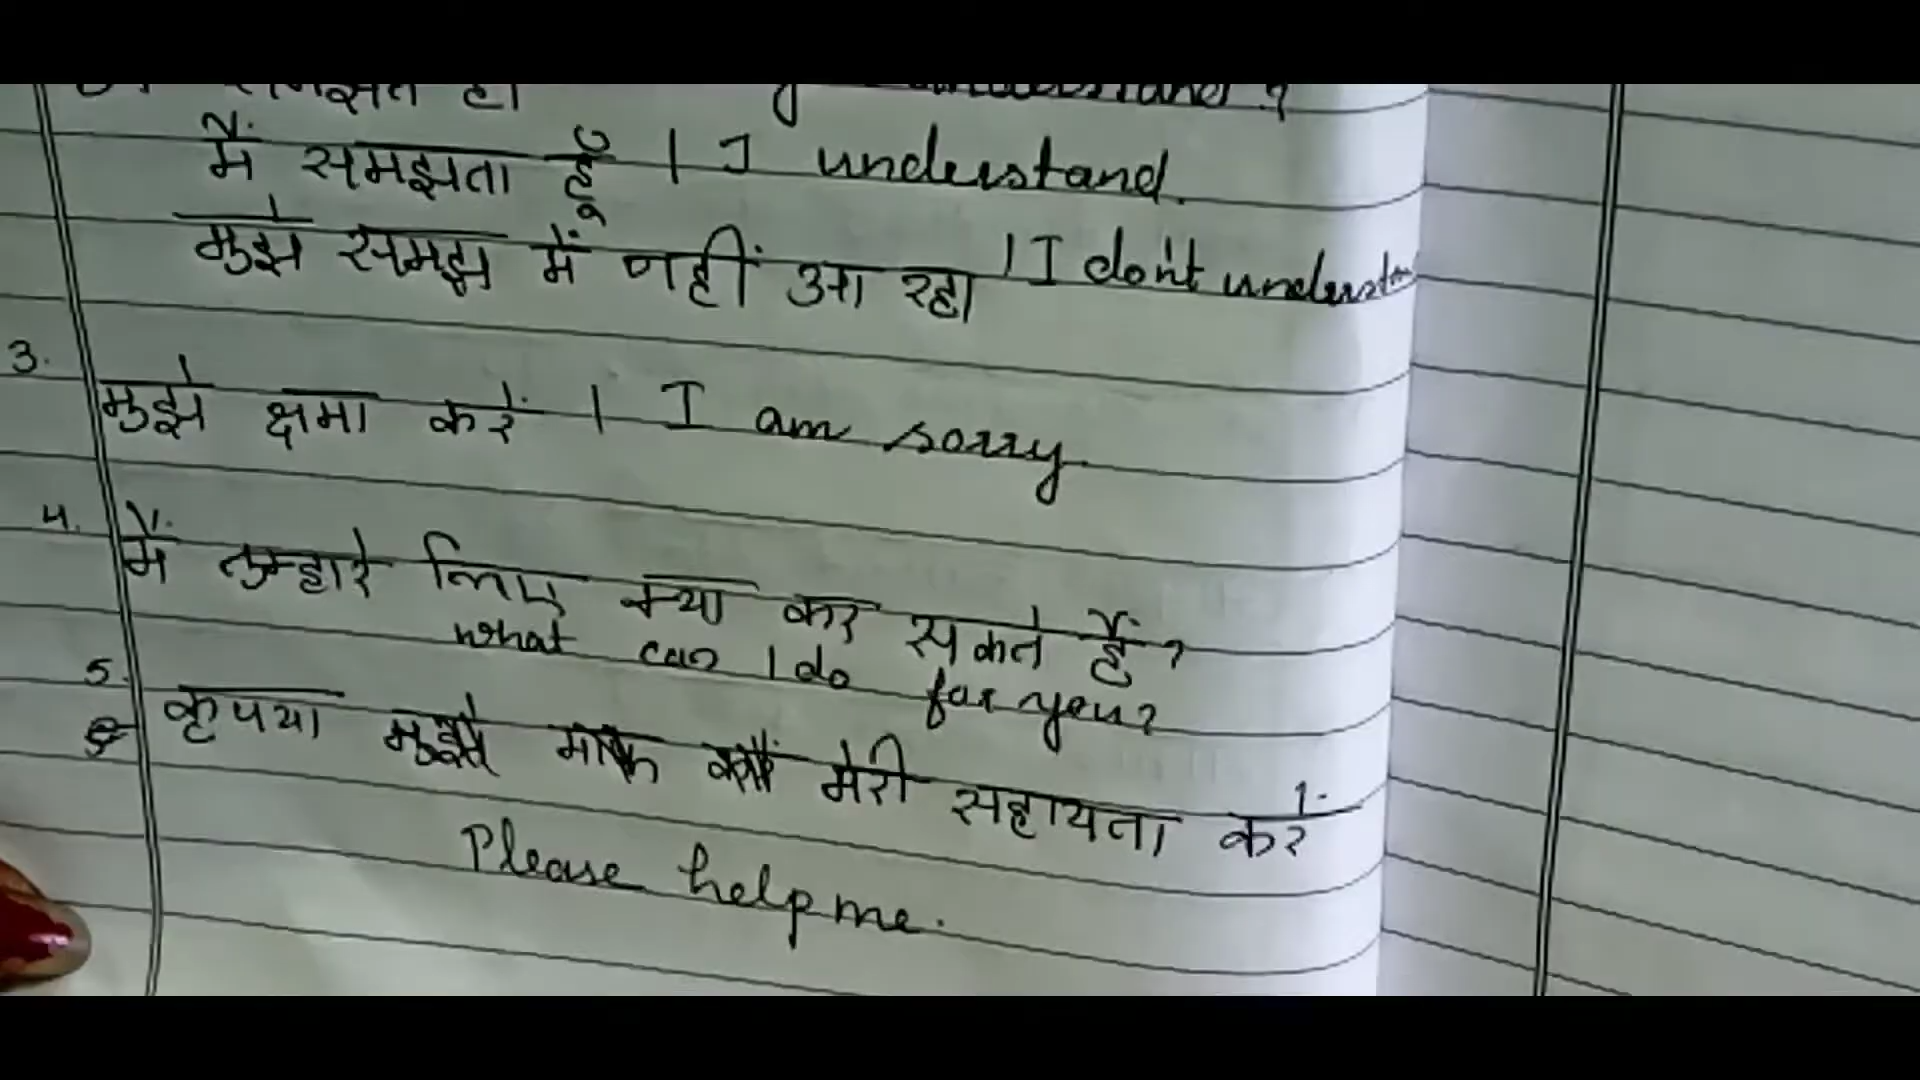 मैं समझता हूँ | I understand.
मुझे समझ में नहीं आ रहा | I don't understand
3. मुझे क्षमा करें | I am sorry
4. मैं तुम्हारे लिए क्या कर सकते हैं?
what can I do for you?
5. कृपया मेरी सहायता करें
Please help me.